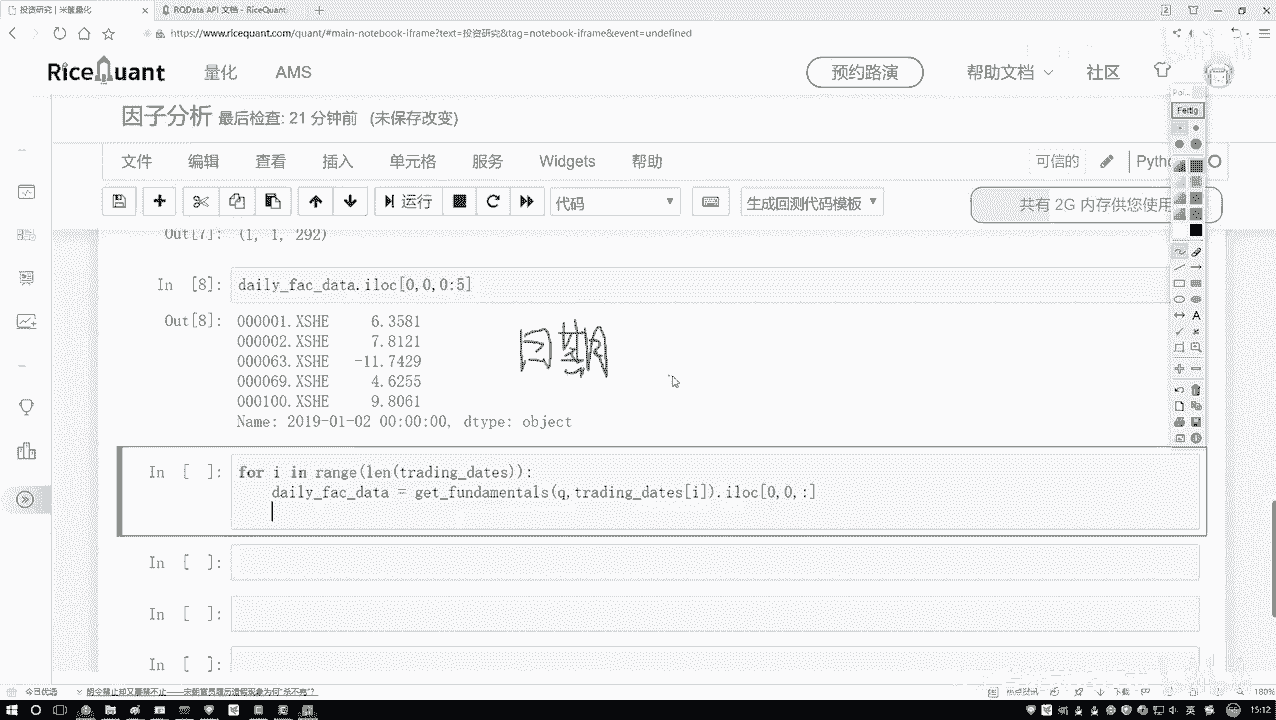 投资研究 | 米筐量化
RQData API 文档 - RiceQuant
https://www.ricequant.com/quant/#main-notebook-iframe?text=投资研究&tag=notebook-iframe&event=undefined
RiceQuant
量化
AMS
预约路演
帮助文档
社区
因子分析 最后检查: 21 分钟前 (未保存改变)
文件 编辑 查看 插入 单元格 服务 Widgets 帮助
可信的
运行
代码
生成回测代码模板
共有 2G 内存供您使用
Fertig
Out[7]: (1, 1, 292)
In [8]: daily_fac_data.iloc[0,0,0:5]
Out[8]: 000001.XSHE 6.3581
000002.XSHE 7.8121
000063.XSHE -11.7429
000069.XSHE 4.6255
000100.XSHE 9.8061
Name: 2019-01-02 00:00:00, dtype: object
日期
In [ ]: for i in range(len(trading_dates)):
daily_fac_data = get_fundamentals(q,trading_dates[i]).iloc[0,0,:]
In [ ]:
In [ ]:
In [ ]:
今日优选
180%
英
15:12